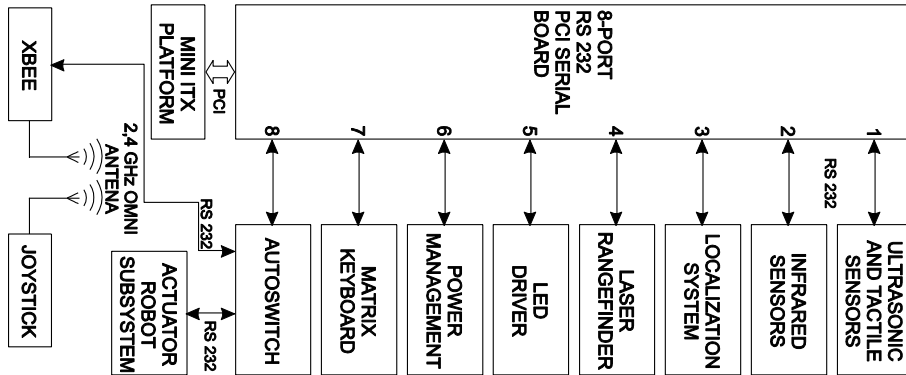 8-PORT
RS 232
PCI SERIAL
BOARD
1
2
3
4
5
6
7
8
RS 232
ULTRASONIC
AND TACTILE
SENSORS
INFRARED
SENSORS
LOCALIZATION
SYSTEM
LASER
RANGEFINDER
LED
DRIVER
POWER
MANAGEMENT
MATRIX
KEYBOARD
AUTOSWITCH
PCI
MINI ITX
PLATFORM
RS 232
RS 232
ACTUATOR
ROBOT
SUBSYSTEM
XBEE
2,4 GHz OMNI
ANTENA
JOYSTICK